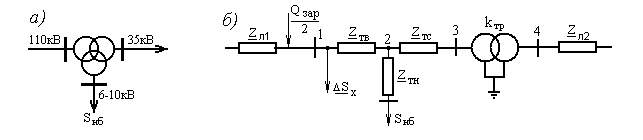 а)
110кВ
35кВ
6-10кВ
Sнб
б)
Zл1
Qзар
2
1
ΔSх
Zтв
2
Zтн
Sнб
Zтс
3
kтр
4
Zл2